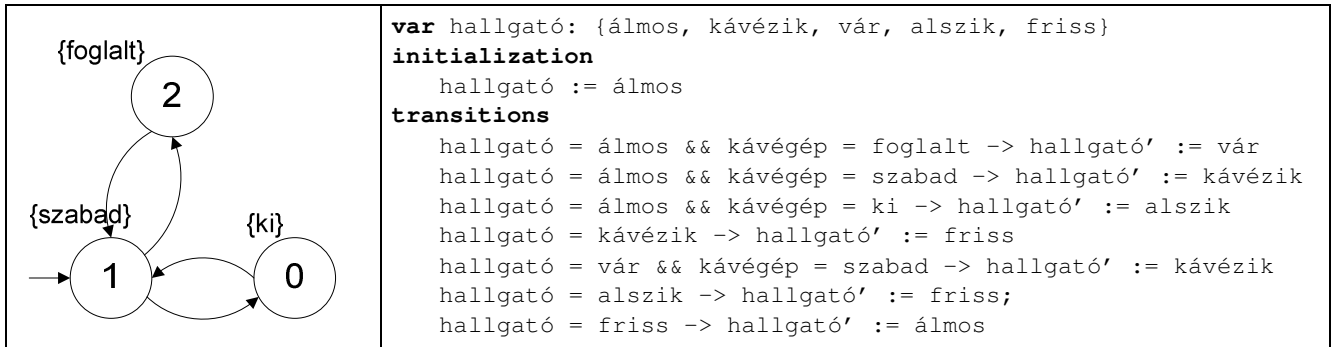 {foglalt}
2
{szabad}
{ki}
1
0
var hallgató: {álmos, kávézik, vár, alszik, friss}
initialization
hallgató := álmos
transitions
hallgató = álmos && kávégép = foglalt -> hallgató′ := vár
hallgató = álmos && kávégép = szabad -> hallgató′ := kávézik
hallgató = álmos && kávégép = ki -> hallgató′ := alszik
hallgató = kávézik -> hallgató′ := friss
hallgató = vár && kávégép = szabad -> hallgató′ := kávézik
hallgató = alszik -> hallgató′ := friss;
hallgató = friss -> hallgató′ := álmos